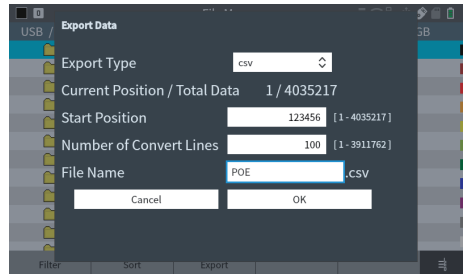 0
USB /
GB
Export Data
Export Type csv
Current Position / Total Data 1 / 4035217
Start Position 123456 [ 1 - 4035217 ]
Number of Convert Lines 100 [ 1 - 3911762 ]
File Name POE .csv
Cancel OK
Filter Sort Export